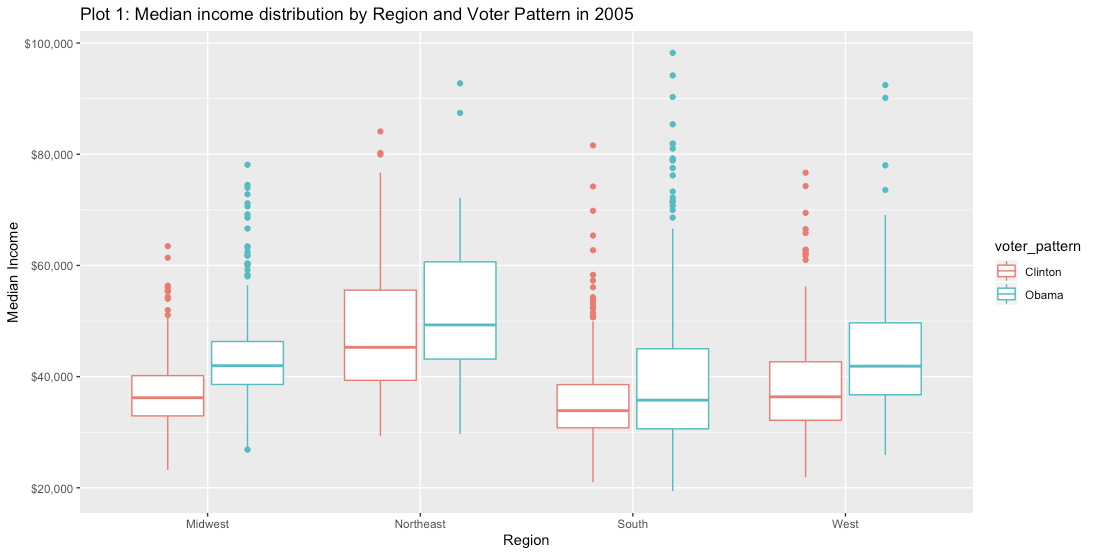 Plot 1: Median income distribution by Region and Voter Pattern in 2005
$100,000
$80,000
$60,000
$40,000
$20,000
Median Income
Midwest
Northeast
South
West
Region
voter_pattern
Clinton
Obama